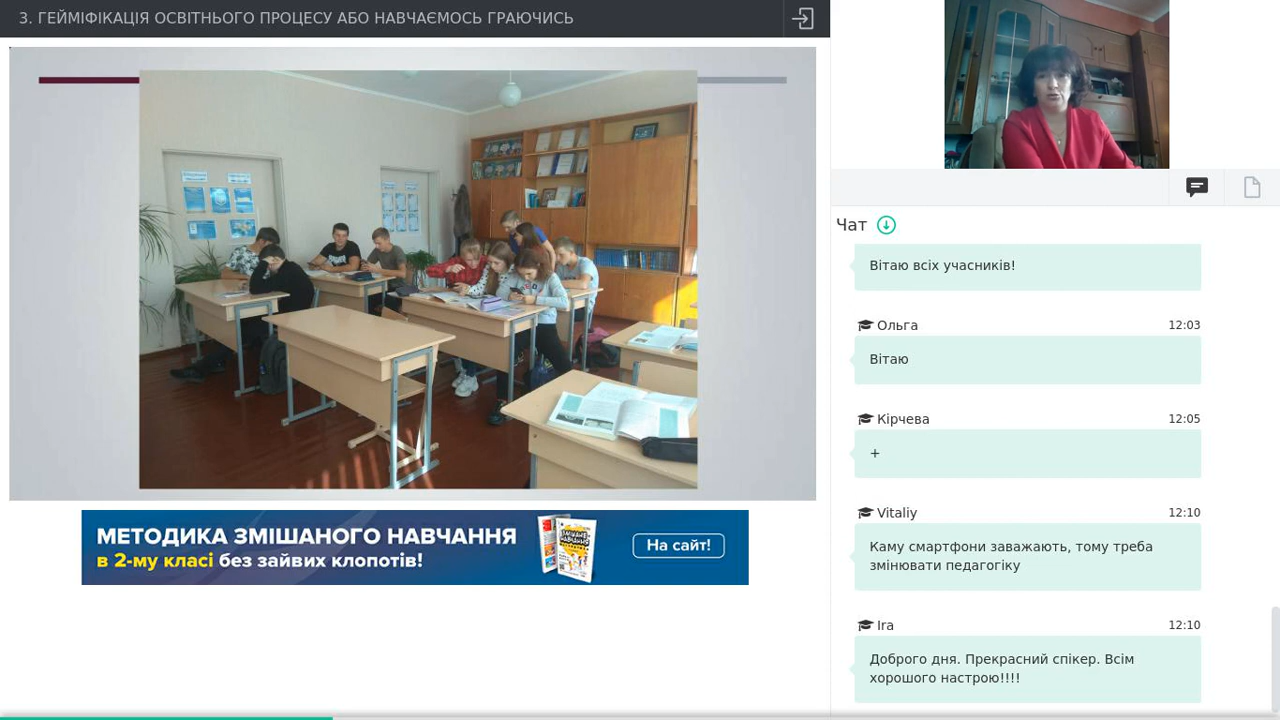 3. ГЕЙМІФІКАЦІЯ ОСВІТНЬОГО ПРОЦЕСУ АБО НАВЧАЄМОСЬ ГРАЮЧИСЬ
МЕТОДИКА ЗМІШАНОГО НАВЧАННЯ
в 2-му класі без зайвих клопотів!
На сайт!
Чат
Вітаю всіх учасників!
Ольга 12:03
Вітаю
Кірчева 12:05
+
Vitaliy 12:10
Каму смартфони заважають, тому треба
змінювати педагогіку
Ira 12:10
Доброго дня. Прекрасний спікер. Всім
хорошого настрою!!!!